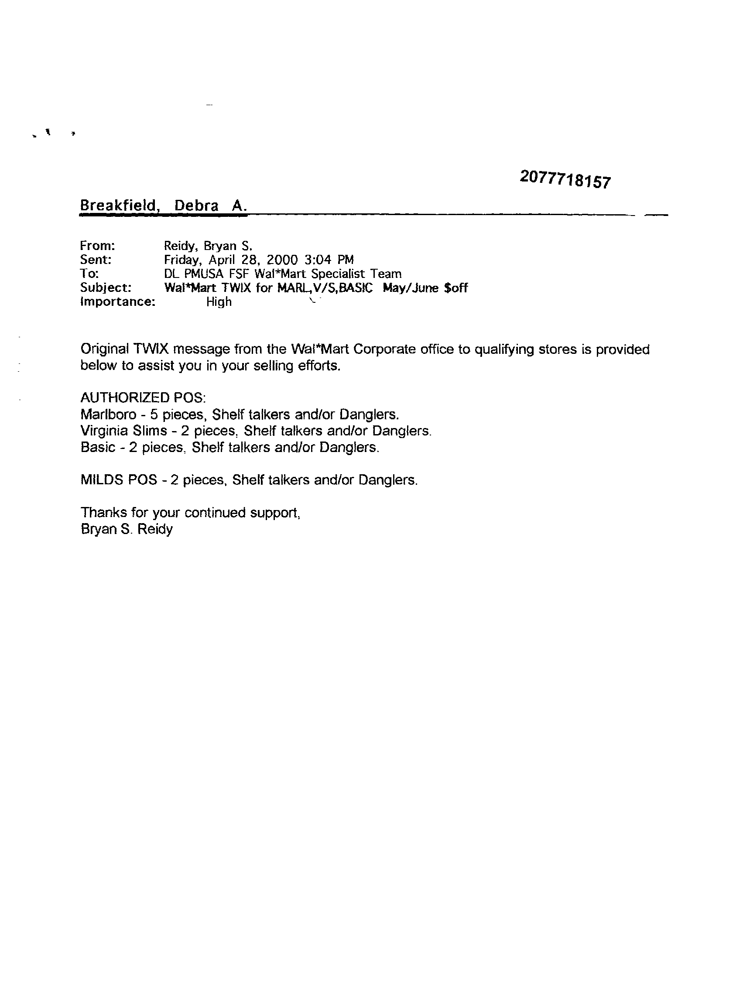 2077718157
Breakfield, Debra A.
From: Reidy, Bryan S.
Sent: Friday, April 28, 2000 3:04 PM
To: DL PMUSA FSF Wal*Mart Specialist Team
Subject: Wal*Mart TWIX for MARL,V/S,BASIC May/June $off
Importance: High
Original TWIX message from the Wal*Mart Corporate office to qualifying stores is provided
below to assist you in your selling efforts.
AUTHORIZED POS:
Marlboro - 5 pieces, Shelf talkers and/or Danglers.
Virginia Slims - 2 pieces, Shelf talkers and/or Danglers.
Basic - 2 pieces, Shelf talkers and/or Danglers.
MILDS POS - 2 pieces, Shelf talkers and/or Danglers.
Thanks for your continued support,
Bryan S. Reidy